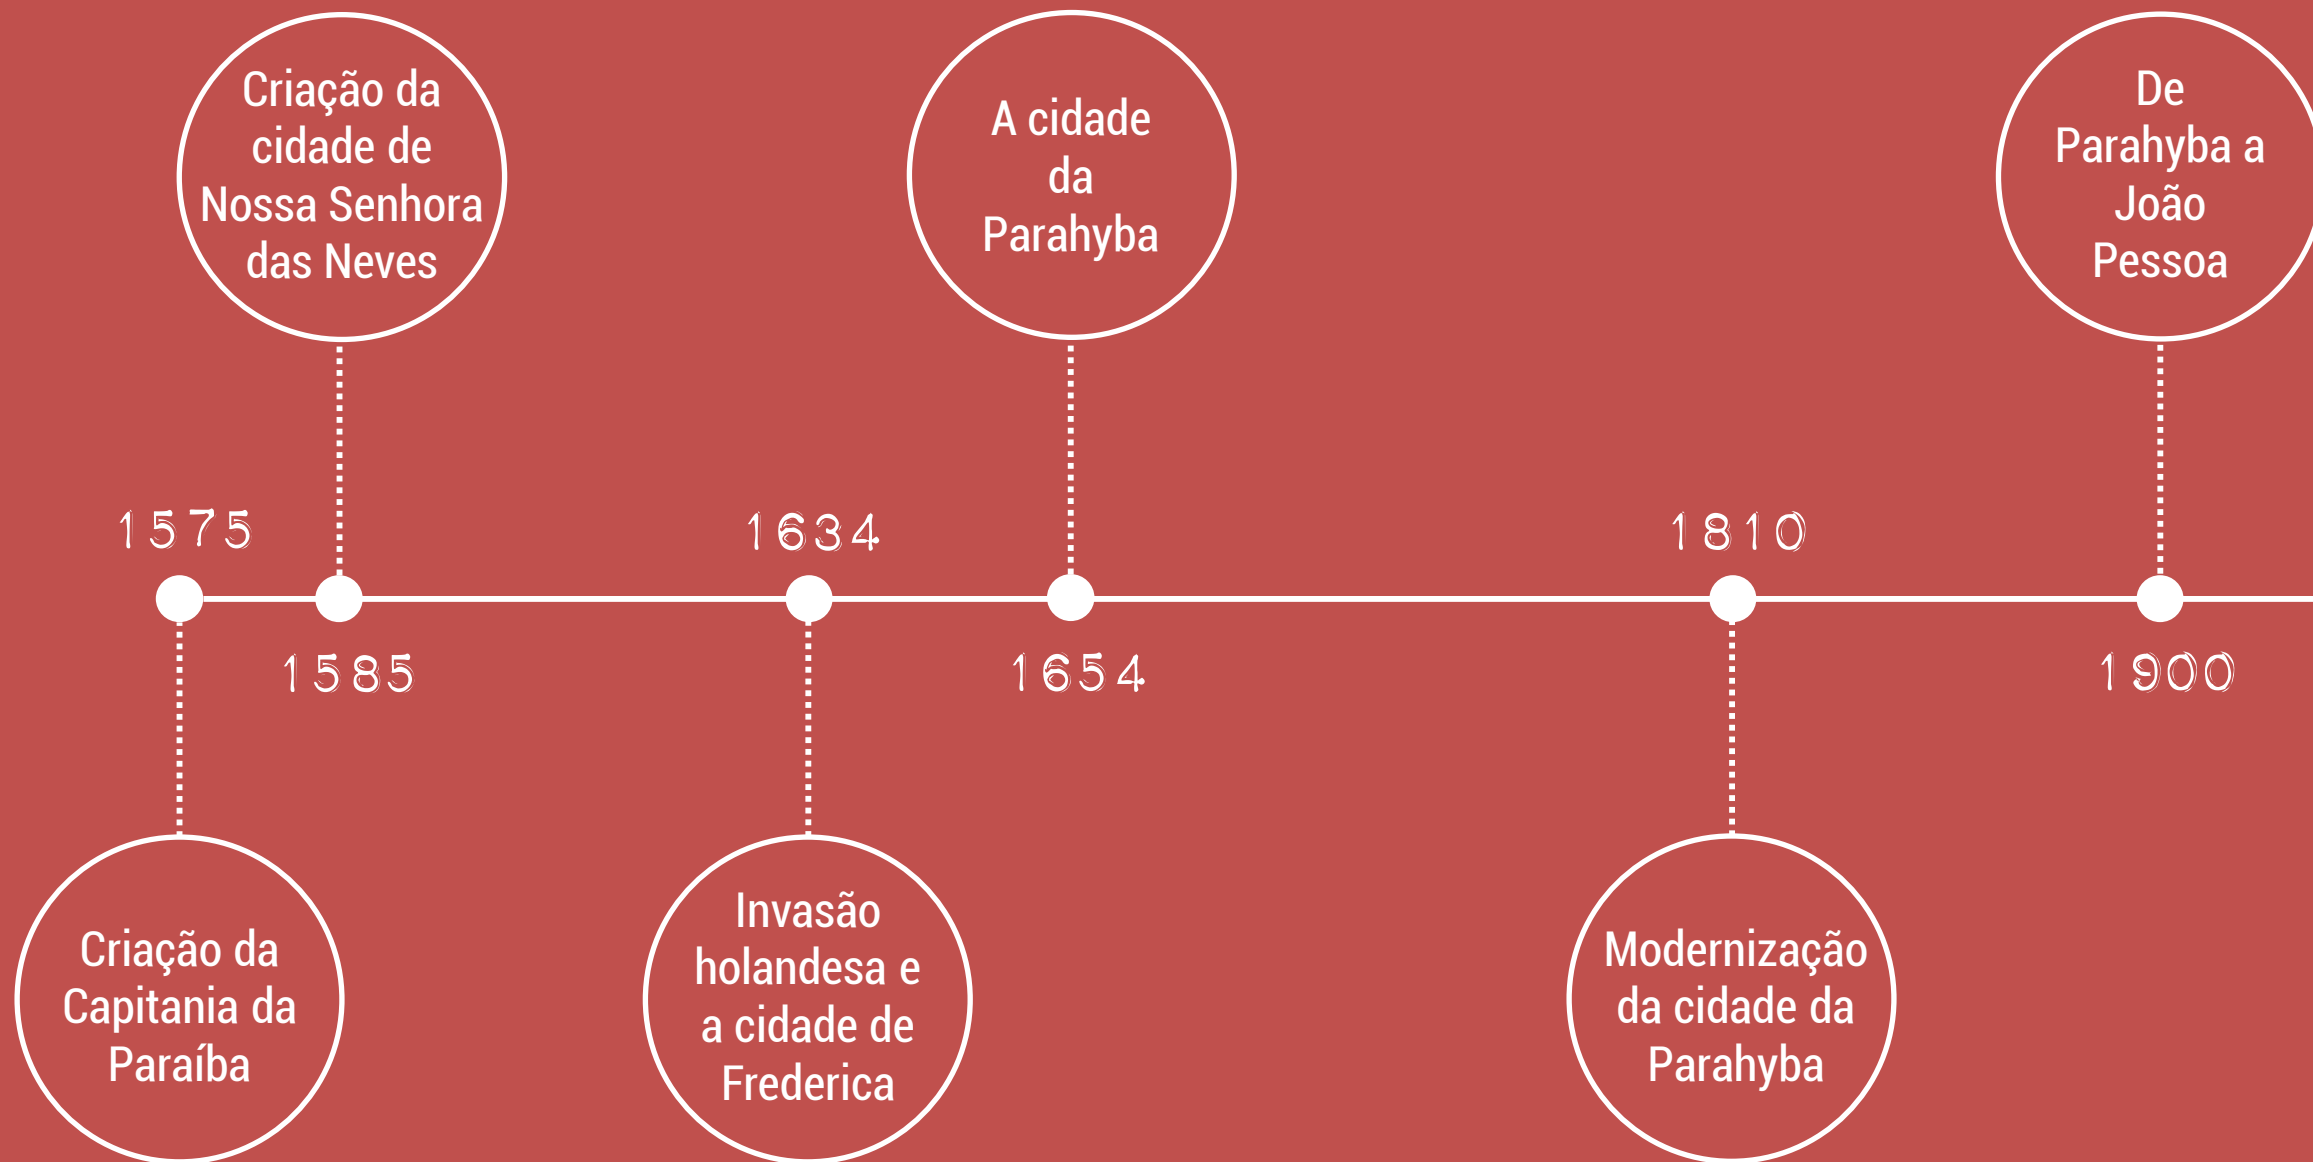 Criação da
cidade de
Nossa Senhora
das Neves
A cidade
da
Parahyba
De
Parahyba a
João
Pessoa
1575
1634
1810
1585
1654
1900
Criação da
Capitania da
Paraíba
Invasão
holandesa e
a cidade de
Frederica
Modernização
da cidade da
Parahyba